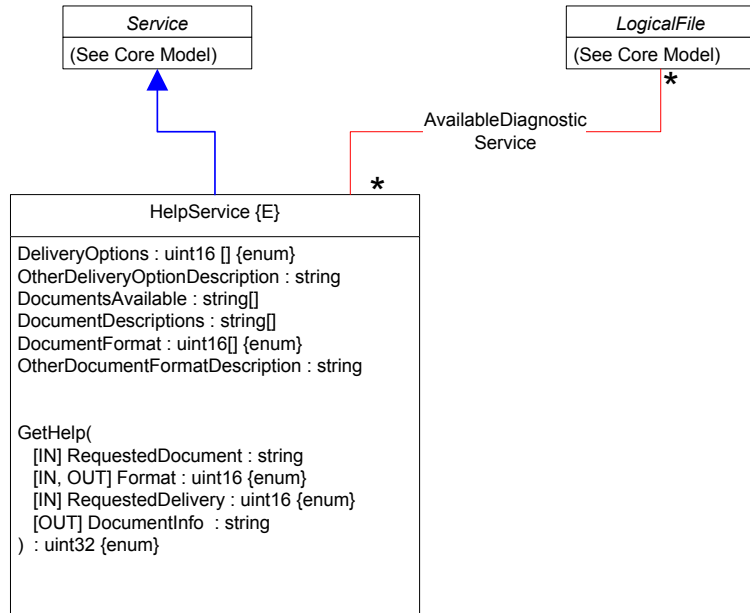 Service
(See Core Model)
LogicalFile
(See Core Model)
*
AvailableDiagnostic
Service
*
HelpService {E}
DeliveryOptions : uint16 [] {enum}
OtherDeliveryOptionDescription : string
DocumentsAvailable : string[]
DocumentDescriptions : string[]
DocumentFormat : uint16[] {enum}
OtherDocumentFormatDescription : string
GetHelp(
[IN] RequestedDocument : string
[IN, OUT] Format : uint16 {enum}
[IN] RequestedDelivery : uint16 {enum}
[OUT] DocumentInfo : string
) : uint32 {enum}